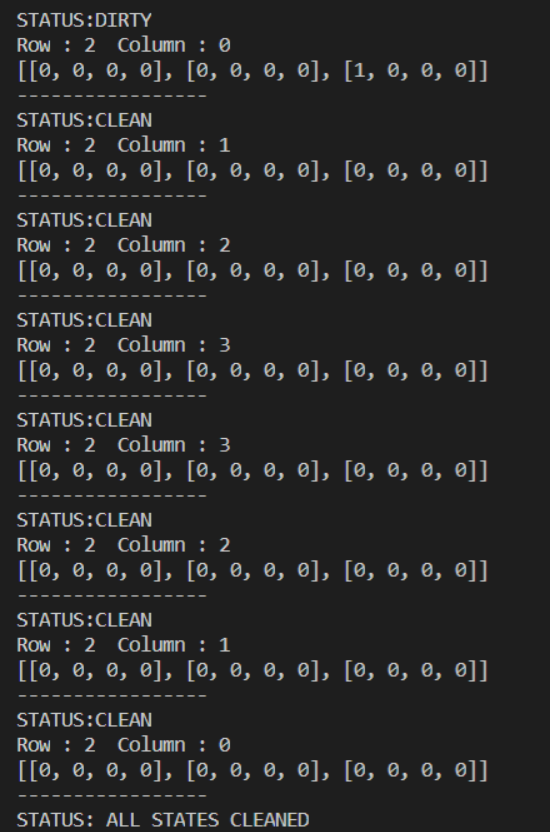 STATUS:DIRTY
Row : 2  Column : 0
[[0, 0, 0, 0], [0, 0, 0, 0], [1, 0, 0, 0]]
-----------------
STATUS:CLEAN
Row : 2  Column : 1
[[0, 0, 0, 0], [0, 0, 0, 0], [0, 0, 0, 0]]
-----------------
STATUS:CLEAN
Row : 2  Column : 2
[[0, 0, 0, 0], [0, 0, 0, 0], [0, 0, 0, 0]]
-----------------
STATUS:CLEAN
Row : 2  Column : 3
[[0, 0, 0, 0], [0, 0, 0, 0], [0, 0, 0, 0]]
-----------------
STATUS:CLEAN
Row : 2  Column : 3
[[0, 0, 0, 0], [0, 0, 0, 0], [0, 0, 0, 0]]
-----------------
STATUS:CLEAN
Row : 2  Column : 2
[[0, 0, 0, 0], [0, 0, 0, 0], [0, 0, 0, 0]]
-----------------
STATUS:CLEAN
Row : 2  Column : 1
[[0, 0, 0, 0], [0, 0, 0, 0], [0, 0, 0, 0]]
-----------------
STATUS:CLEAN
Row : 2  Column : 0
[[0, 0, 0, 0], [0, 0, 0, 0], [0, 0, 0, 0]]
-----------------
STATUS: ALL STATES CLEANED